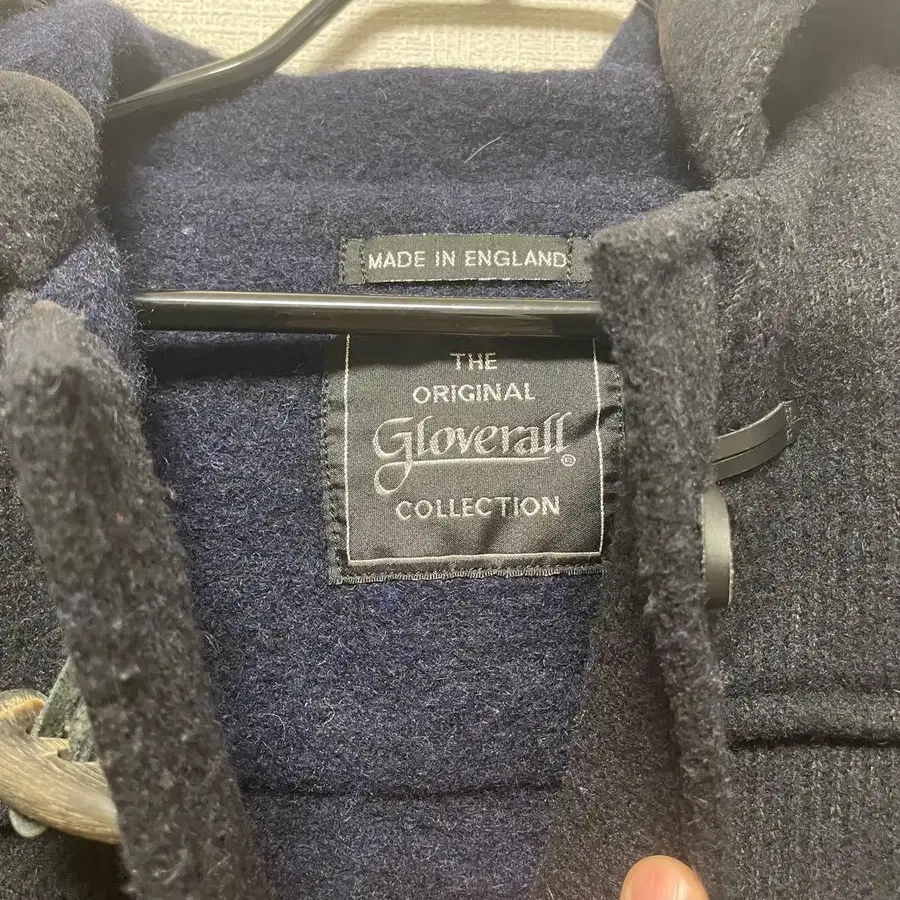 MADE IN ENGLAND
THE
ORIGINAL
Gloverall
COLLECTION